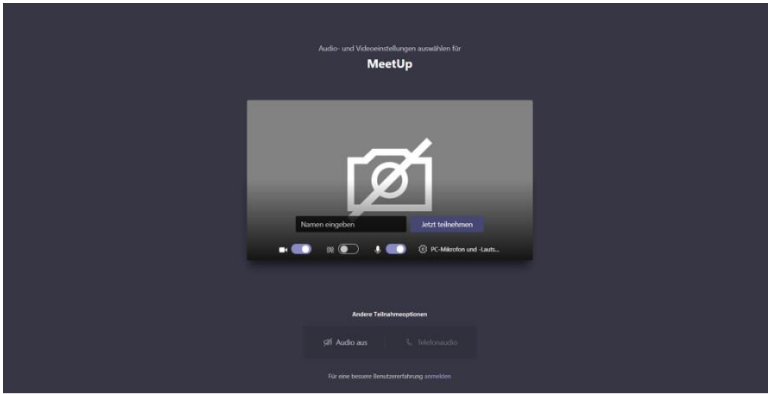 Audio- und Videoeinstellungen auswählen für
MeetUp
Namen eingeben
Jetzt teilnehmen
PC-Mikrofon und -Lauts...
Andere Teilnahmeoptionen
Audio aus
Telefonaudio
Für eine bessere Benutzererfahrung anmelden